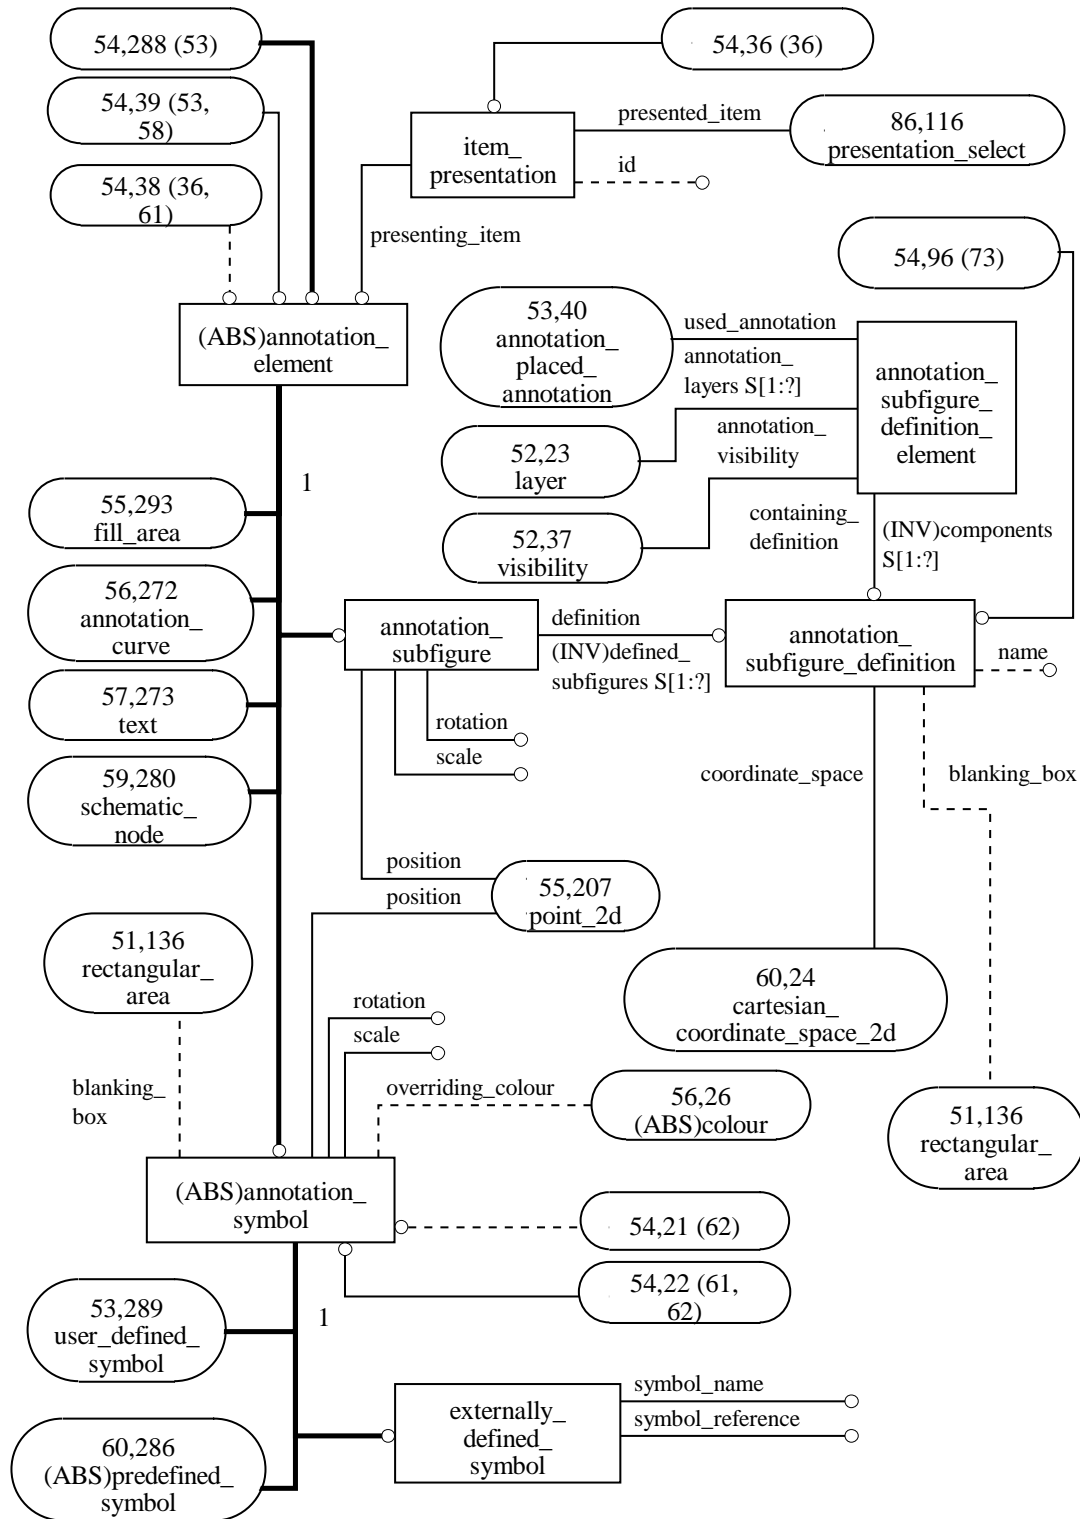 54,288 (53)
54,39 (53,
58)
54,38 (36,
61)
54,36 (36)
item_
presentation
presented_item
86,116
presentation_select
id
presenting_item
54,96 (73)
(ABS)annotation_
element
53,40
annotation_
placed_
annotation
used_annotation
annotation_
layers S[1:?]
annotation_
subfigure_
definition_
element
52,23
layer
annotation_
visibility
52,37
visibility
containing_
definition
(INV)components
S[1:?]
1
55,293
fill_area
56,272
annotation_
curve
57,273
text
59,280
schematic_
node
annotation_
subfigure
definition
(INV)defined_
subfigures S[1:?]
annotation_
subfigure_definition
name
rotation
scale
coordinate_space
blanking_box
position
position
55,207
point_2d
51,136
rectangular_
area
60,24
cartesian_
coordinate_space_2d
rotation
scale
blanking_
box
overriding_colour
56,26
(ABS)colour
51,136
rectangular_
area
(ABS)annotation_
symbol
54,21 (62)
54,22 (61,
62)
1
53,289
user_defined_
symbol
60,286
(ABS)predefined_
symbol
externally_
defined_
symbol
symbol_name
symbol_reference